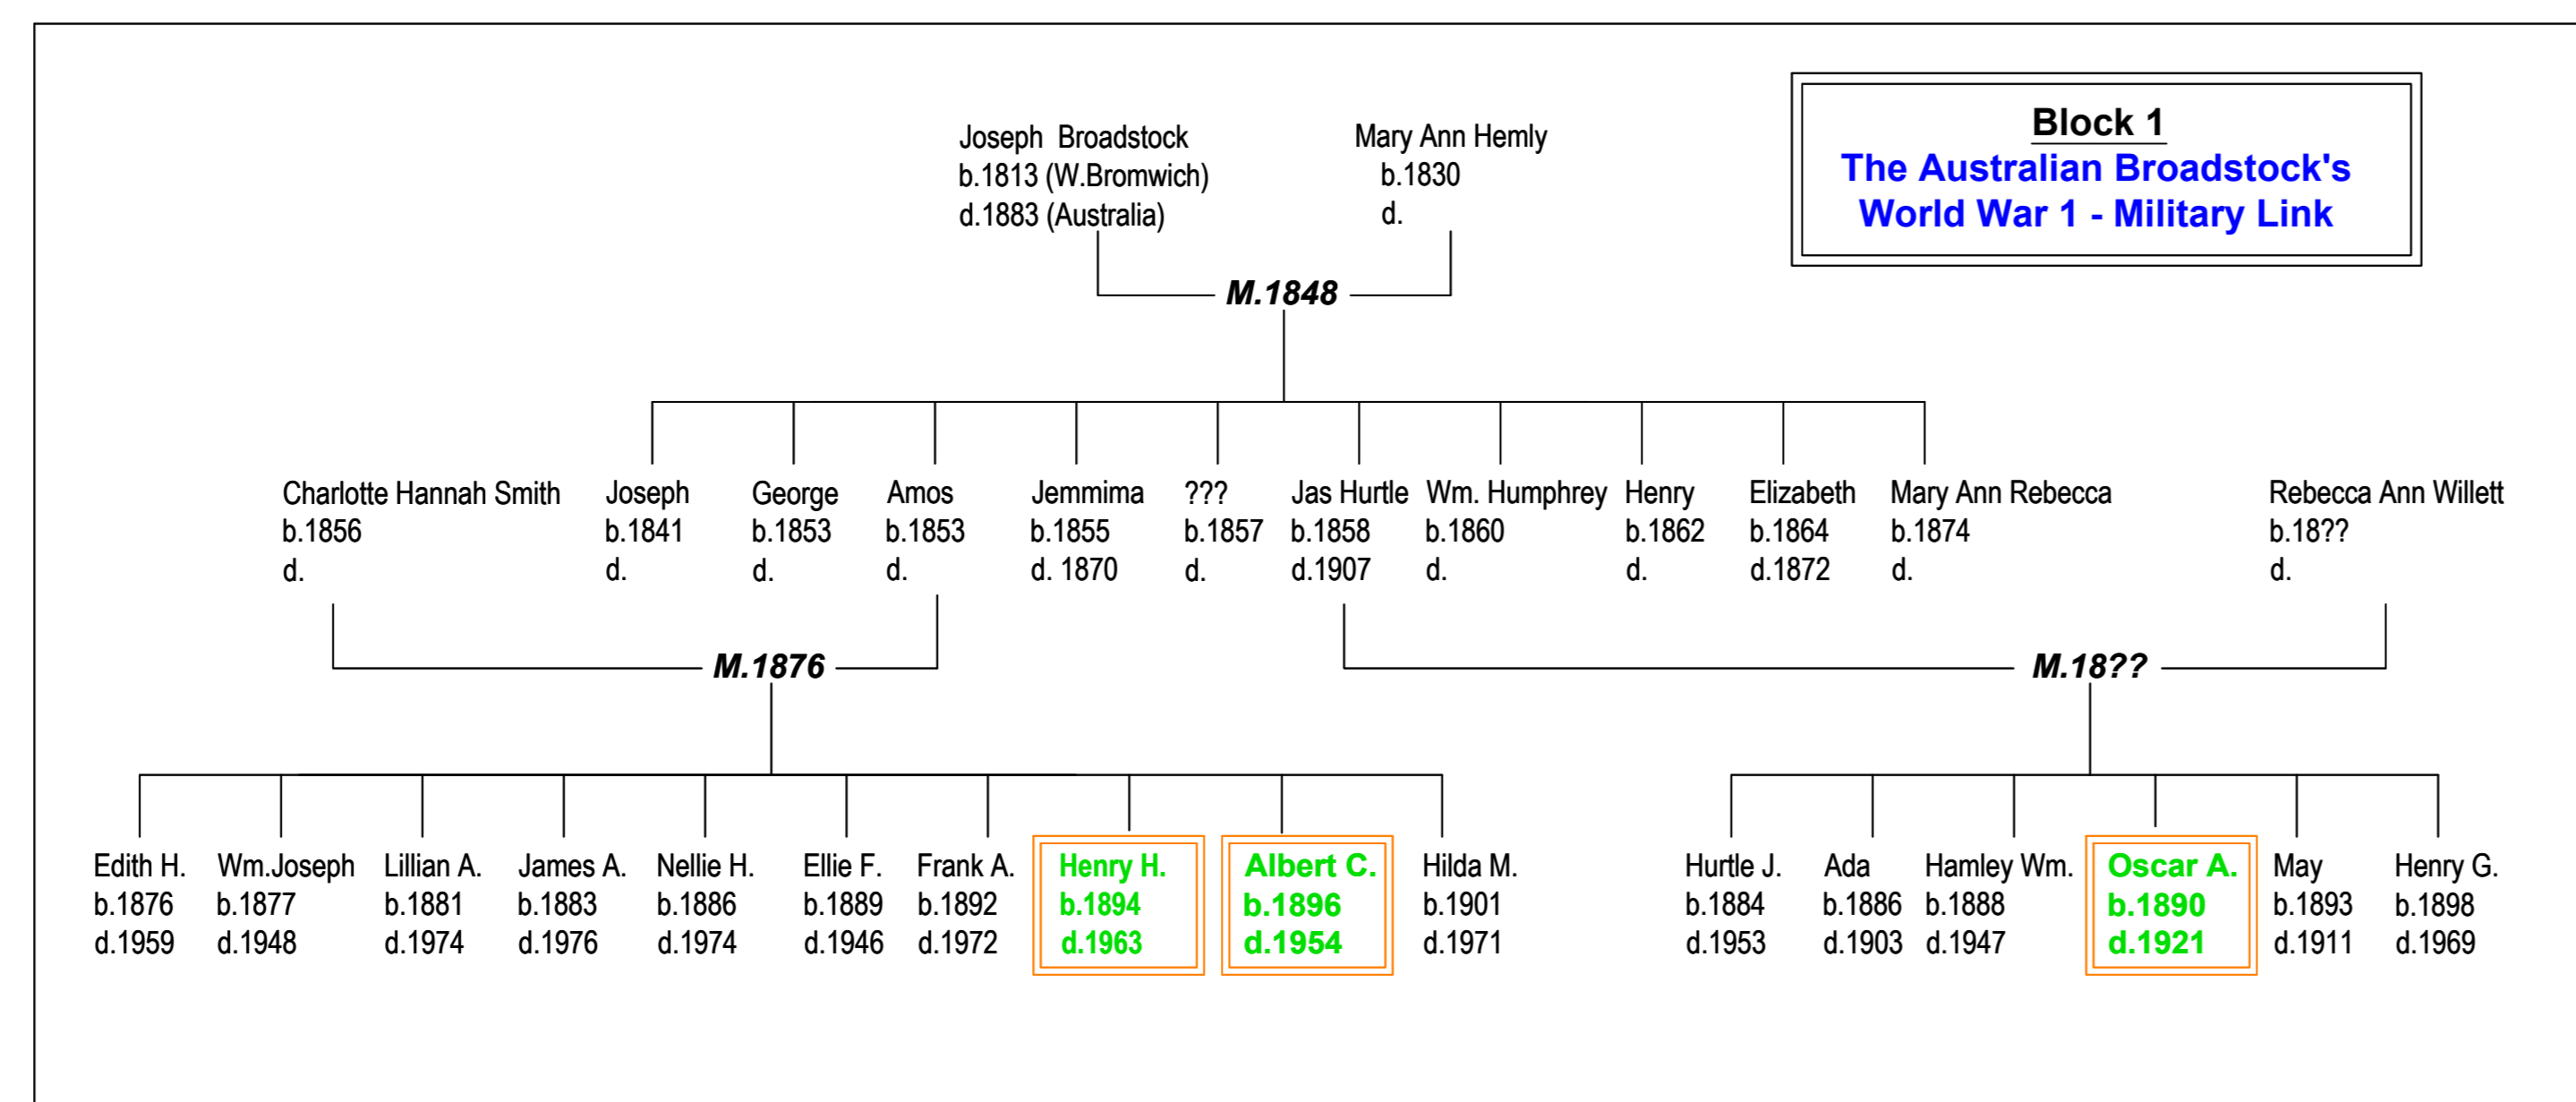 Block 1
The Australian Broadstock's
World War 1 - Military Link
Joseph Broadstock
b.1813 (W.Bromwich)
d.1883 (Australia)
Mary Ann Hemly
b.1830
d.
M.1848
Charlotte Hannah Smith
b.1856
d.
Joseph
b.1841
d.
George
b.1853
d.
Amos
b.1853
d.
Jemmima
b.1855
d. 1870
???
b.1857
d.
Jas Hurtle
b.1858
d.1907
Wm. Humphrey
b.1860
d.
Henry
b.1862
d.
Elizabeth
b.1864
d.1872
Mary Ann Rebecca
b.1874
d.
Rebecca Ann Willett
b.18??
d.
M.1876
M.18??
Edith H.
b.1876
d.1959
Wm.Joseph
b.1877
d.1948
Lillian A.
b.1881
d.1974
James A.
b.1883
d.1976
Nellie H.
b.1886
d.1974
Ellie F.
b.1889
d.1946
Frank A.
b.1892
d.1972
Henry H.
b.1894
d.1963
Albert C.
b.1896
d.1954
Hilda M.
b.1901
d.1971
Hurtle J.
b.1884
d.1953
Ada
b.1886
d.1903
Hamley Wm.
b.1888
d.1947
Oscar A.
b.1890
d.1921
May
b.1893
d.1911
Henry G.
b.1898
d.1969